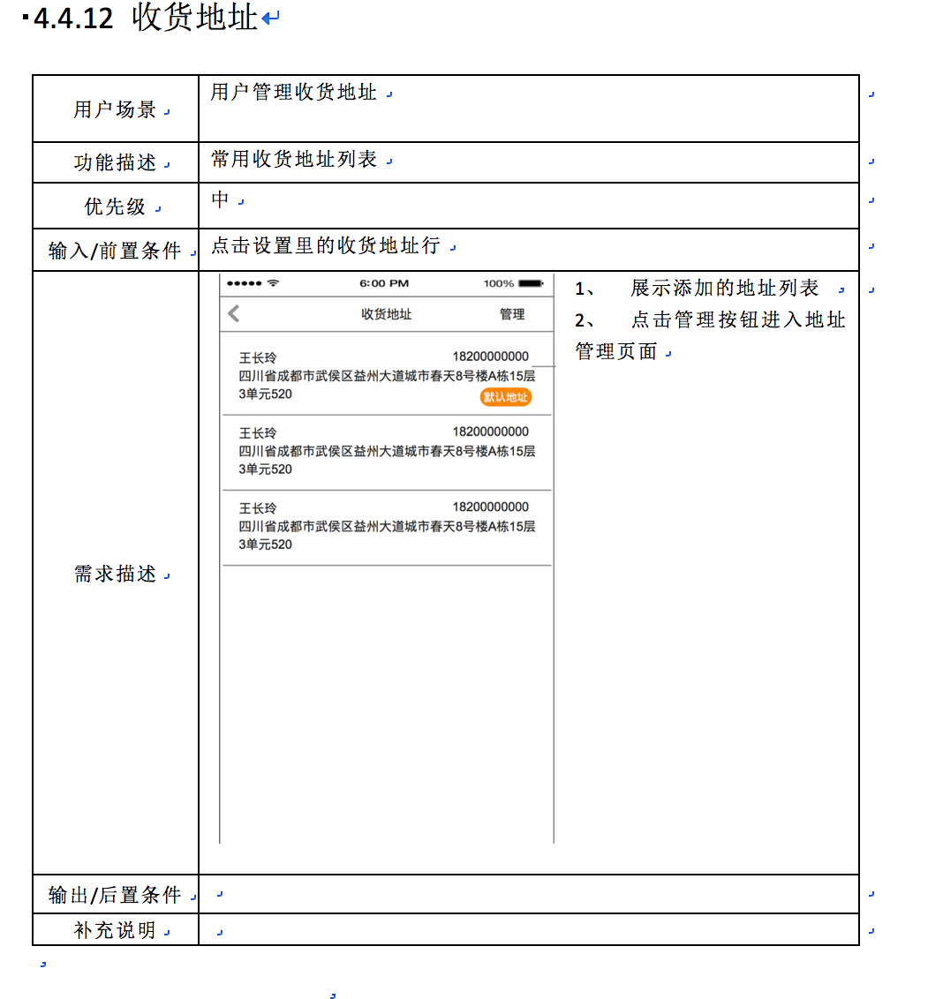 4.4.12 收货地址
用户场景
用户管理收货地址
功能描述
常用收货地址列表
优先级
中
输入/前置条件
点击设置里的收货地址行
需求描述
6:00 PM
100%
收货地址
管理
王长玲
18200000000
四川省成都市武侯区益州大道城市春天8号楼A栋15层
3单元520
默认地址
王长玲
18200000000
四川省成都市武侯区益州大道城市春天8号楼A栋15层
3单元520
王长玲
18200000000
四川省成都市武侯区益州大道城市春天8号楼A栋15层
3单元520
1、 展示添加的地址列表
2、 点击管理按钮进入地址
管理页面
输出/后置条件
补充说明